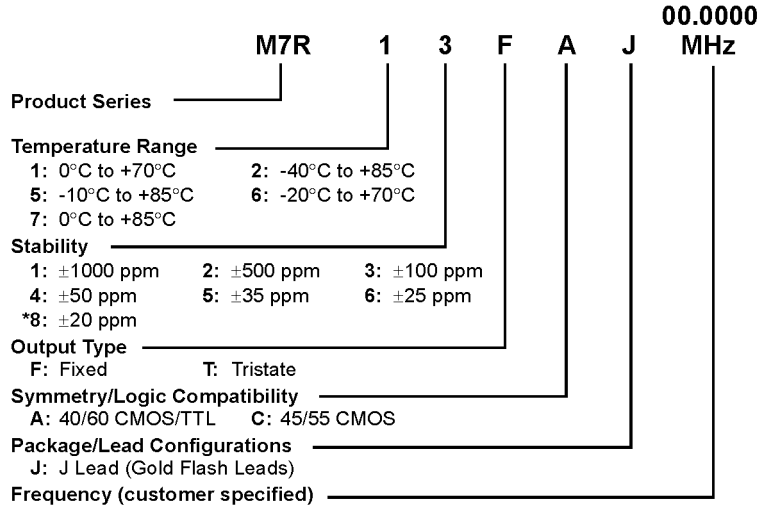 00.0000
M7R 1 3 F A J MHz
Product Series
Temperature Range
1: 0°C to +70°C 2: -40°C to +85°C
5: -10°C to +85°C 6: -20°C to +70°C
7: 0°C to +85°C
Stability
1: ±1000 ppm 2: ±500 ppm 3: ±100 ppm
4: ±50 ppm 5: ±35 ppm 6: ±25 ppm
*8: ±20 ppm
Output Type
F: Fixed T: Tristate
Symmetry/Logic Compatibility
A: 40/60 CMOS/TTL C: 45/55 CMOS
Package/Lead Configurations
J: J Lead (Gold Flash Leads)
Frequency (customer specified)